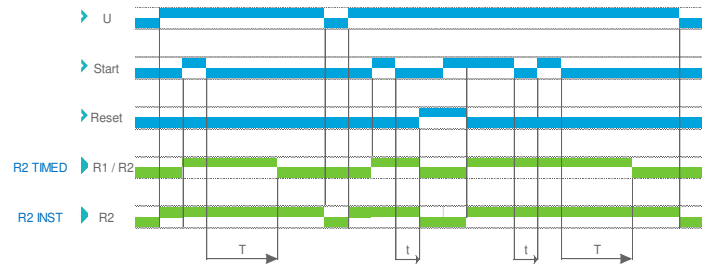 U
Start
Reset
R2 TIMED R1 / R2
R2 INST R2
T t t T